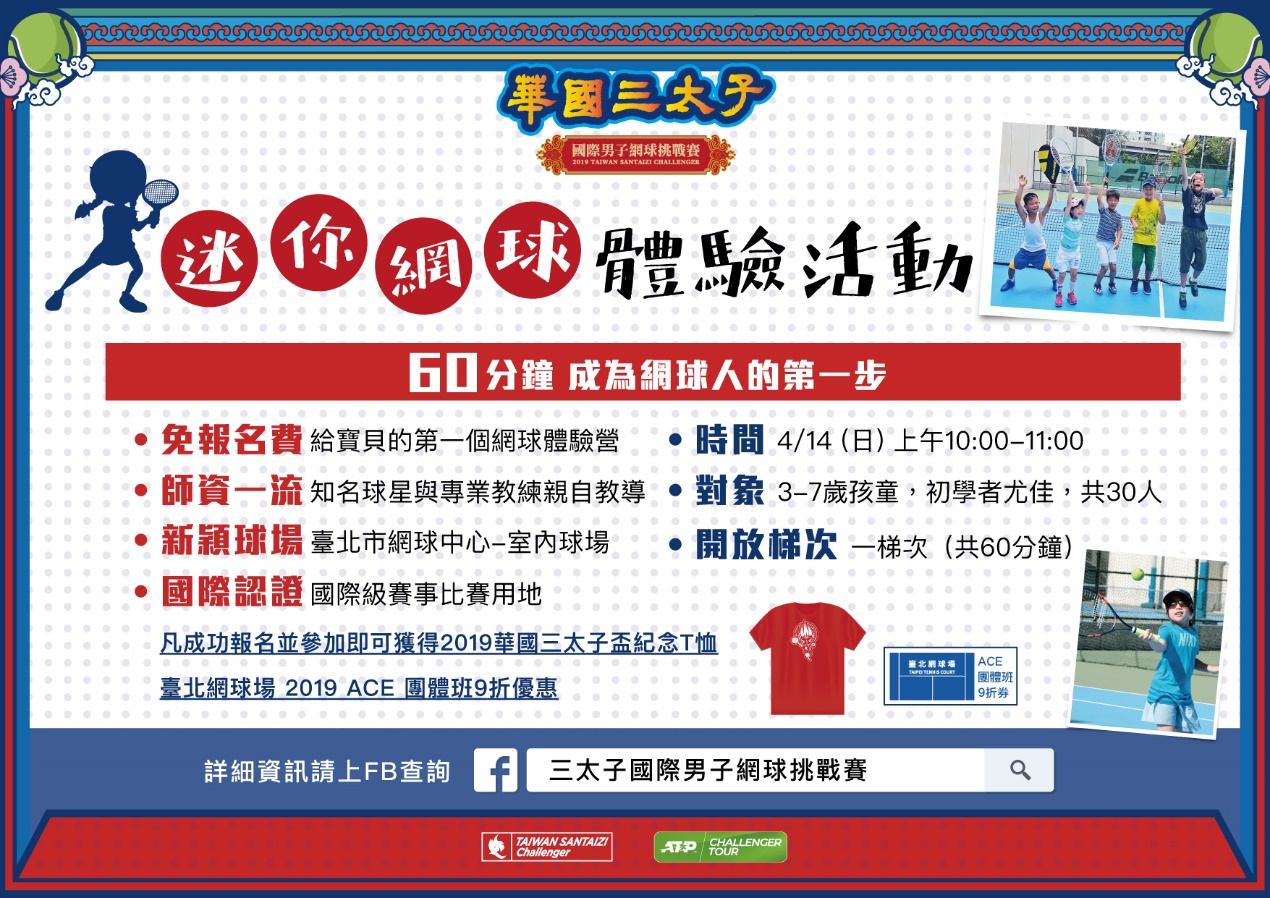 華國三太子
國際男子網球挑戰賽
2019 TAIWAN SANTAIZI CHALLENGER
迷你網球體驗活動
60分鐘 成為網球人的第一步
• 免報名費 給寶貝的第一個網球體驗營
• 師資一流 知名球星與專業教練親自教導
• 新穎球場 臺北市網球中心–室內球場
• 國際認證 國際級賽事比賽用地
凡成功報名並參加即可獲得2019華國三太子盃紀念T恤
臺北網球場 2019 ACE 團體班9折優惠
• 時間 4/14（日）上午10:00–11:00
• 對象 3–7歲孩童，初學者尤佳，共30人
• 開放梯次 一梯次（共60分鐘）
臺北網球場
TAIPEI TENNIS COURT
ACE
團體班
9折券
詳細資訊請上FB查詢
三太子國際男子網球挑戰賽
TAIWAN SANTAIZI
Challenger
ATP CHALLENGER
TOUR